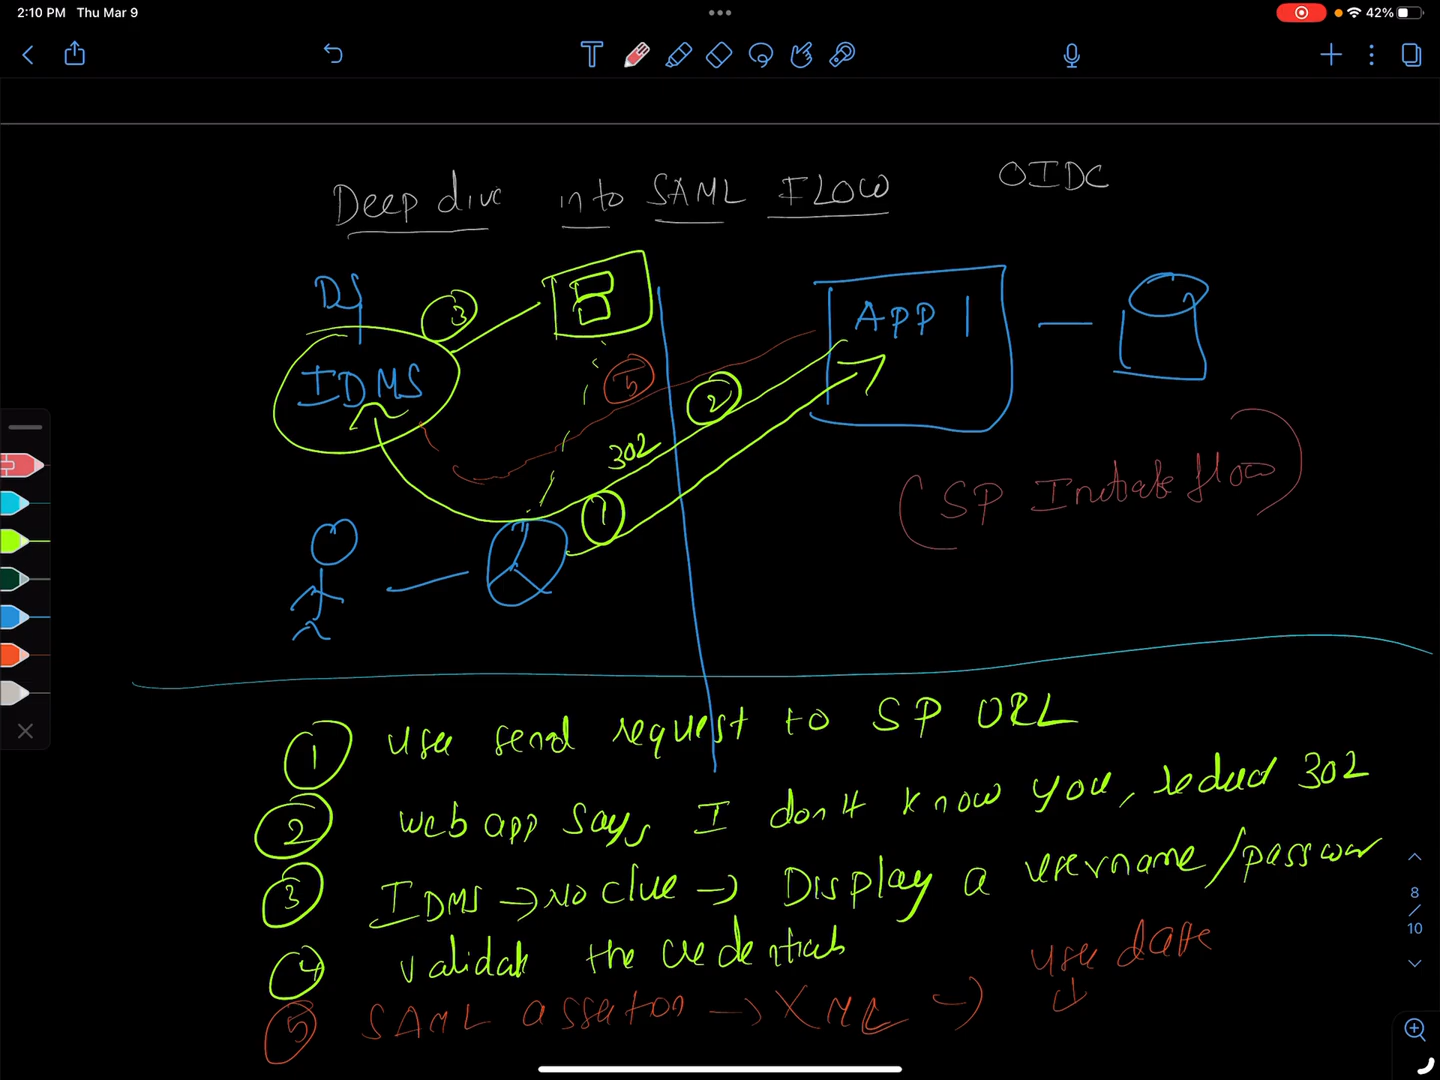 2:10 PM Thu Mar 9
42%
Deep dive into SAML FLOW OIDC
DS
3
APP 1
IDMS
5
2
302
1
(SP Initiate flow)
1 user send request to SP URL
2 web app says I don't know you, redirect 302
3 IDMS → No clue → Display a username/password
4 validate the credentials
5 SAML assertion → XML → user data
8
/
10